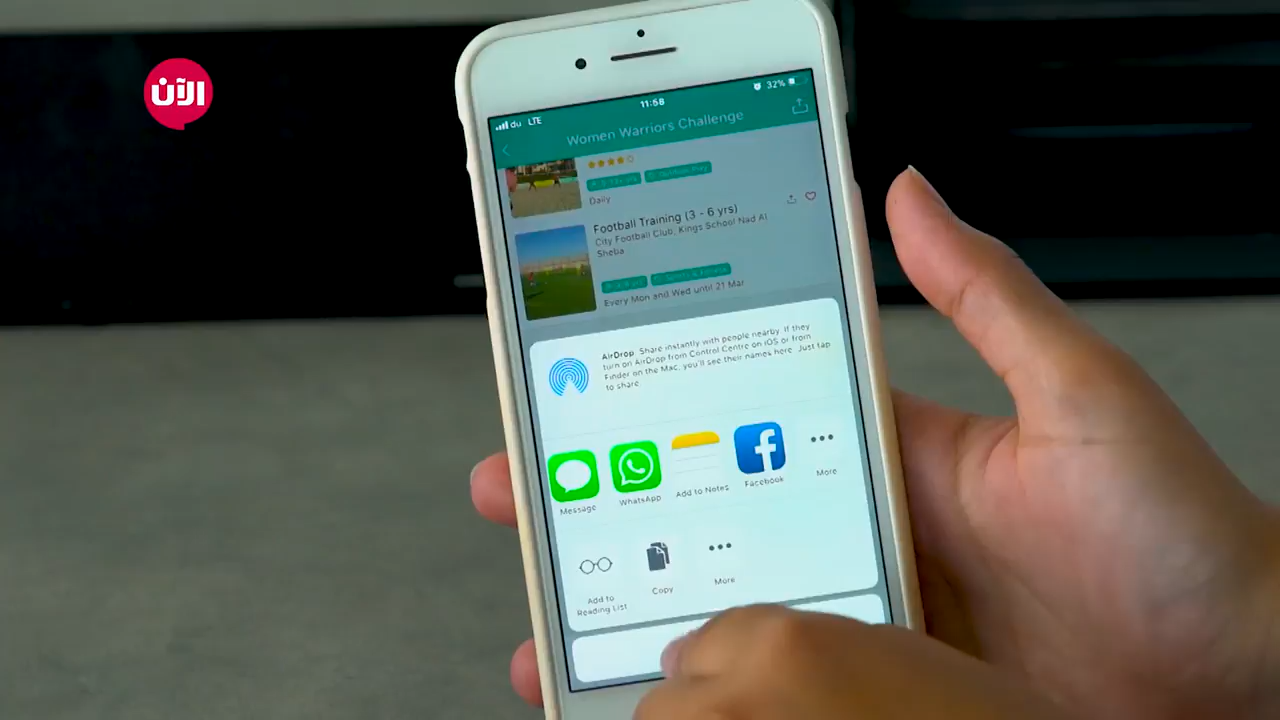 الآن
du LTE
11:58
32%
Women Warriors Challenge
Daily
Football Training (3 - 6 yrs)
City Football Club, Kings School Nad Al
Sheba
Sports & Fitness
Every Mon and Wed until 21 Mar
AirDrop. Share instantly with people nearby. If they
turn on AirDrop from Control Centre on iOS or from
Finder on the Mac, you'll see their names here. Just tap
to share.
Message
WhatsApp
Add to Notes
Facebook
More
Add to
Reading List
Copy
More